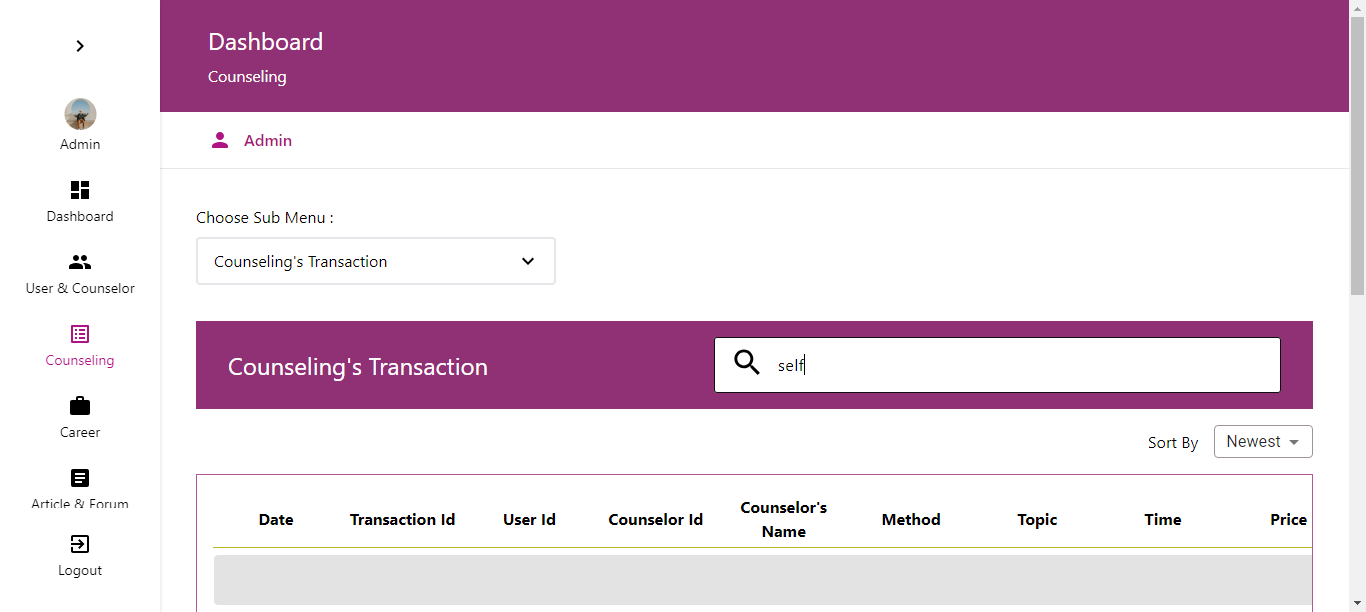 Dashboard
Counseling
Admin
Admin
Dashboard
User & Counselor
Counseling
Career
Article & Forum
Logout
Choose Sub Menu :
Counseling's Transaction
Counseling's Transaction
self
Sort By
Newest
Date
Transaction Id
User Id
Counselor Id
Counselor's
Name
Method
Topic
Time
Price